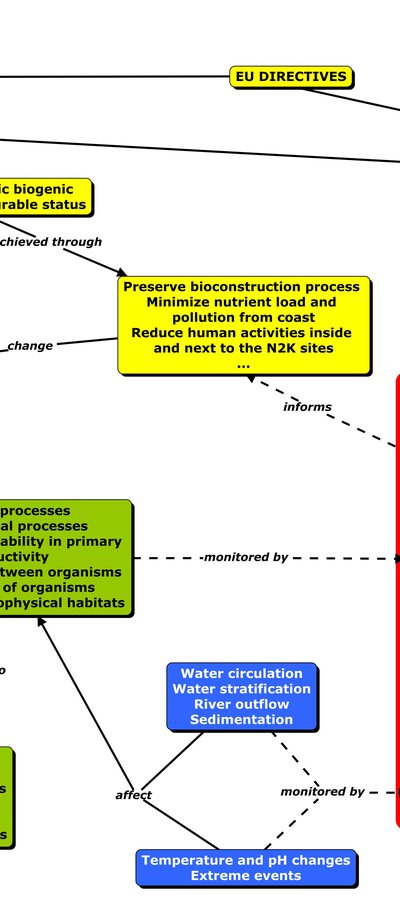 EU DIRECTIVES
ic biogenic
rable status
chieved through
Preserve bioconstruction process
Minimize nutrient load and
pollution from coast
Reduce human activities inside
and next to the N2K sites
...
change
informs
processes
al processes
ability in primary
uctivity
tween organisms
of organisms
ophysical habitats
monitored by
Water circulation
Water stratification
River outflow
Sedimentation
o
s
s
affect
monitored by
Temperature and pH changes
Extreme events